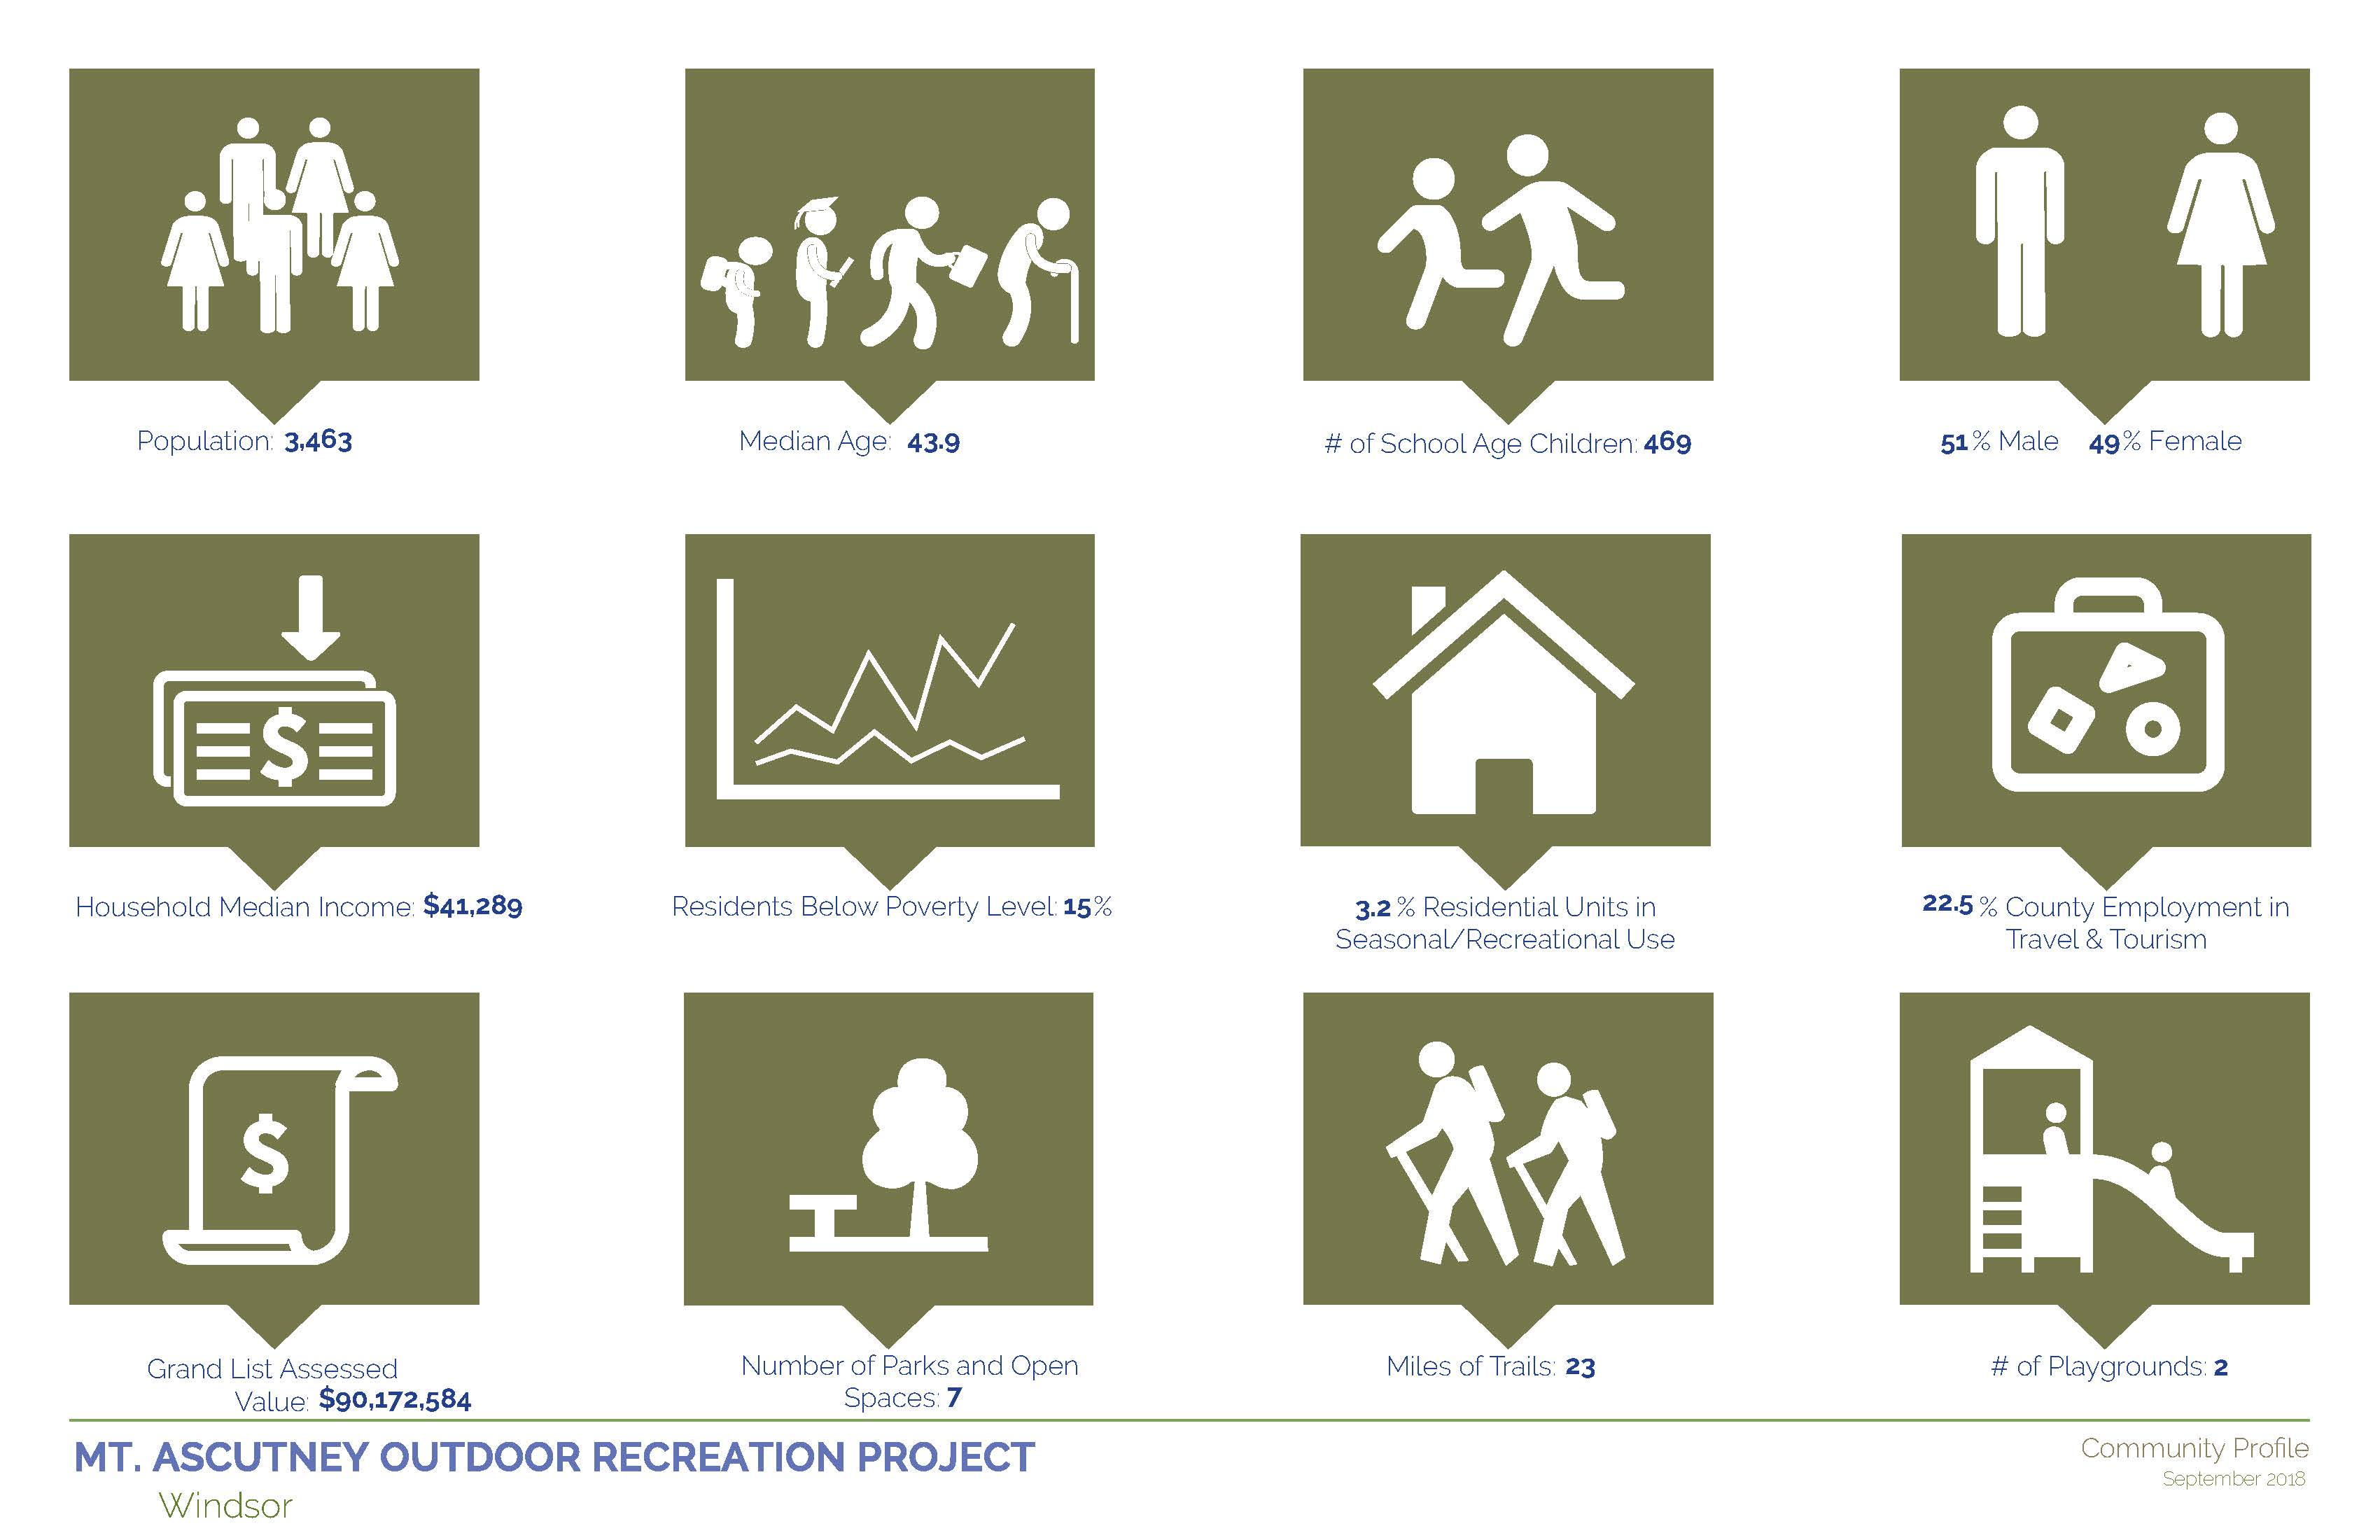 Population: 3,463
Median Age: 43.9
# of School Age Children: 469
51% Male 49% Female
Household Median Income: $41,289
Residents Below Poverty Level: 15%
3.2 % Residential Units in
Seasonal/Recreational Use
22.5 % County Employment in
Travel & Tourism
Grand List Assessed
Value: $90,172,584
Number of Parks and Open
Spaces: 7
Miles of Trails: 23
# of Playgrounds: 2
MT. ASCUTNEY OUTDOOR RECREATION PROJECT
Windsor
Community Profile
September 2018